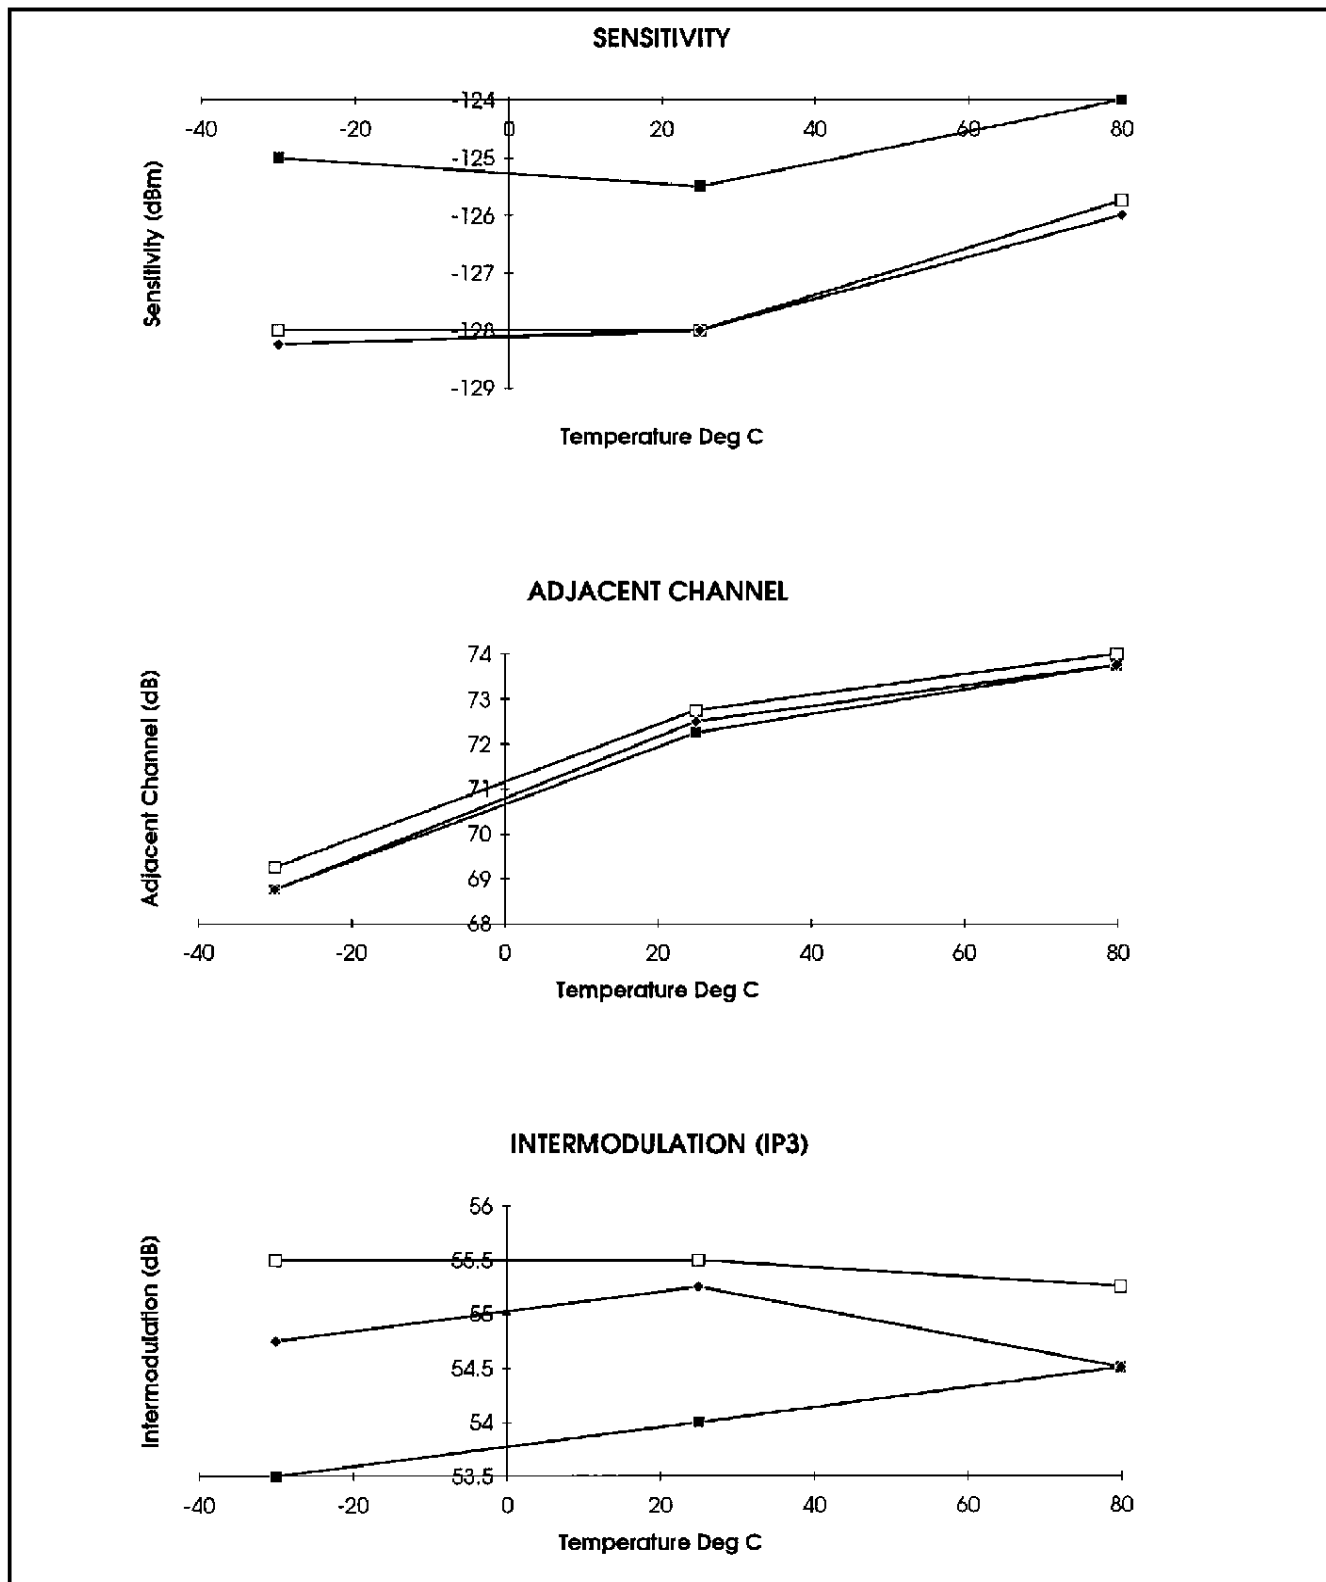 SENSITIVITY
-124
-40 -20 0 20 40 60 80
-125
-126
-127
-128
-129
Sensitivity (dBm)
Temperature Deg C
ADJACENT CHANNEL
74
73
72
71
70
69
68
-40 -20 0 20 40 60 80
Adjacent Channel (dB)
Temperature Deg C
INTERMODULATION (IP3)
56
55.5
55
54.5
54
53.5
-40 -20 0 20 40 60 80
Intermodulation (dB)
Temperature Deg C